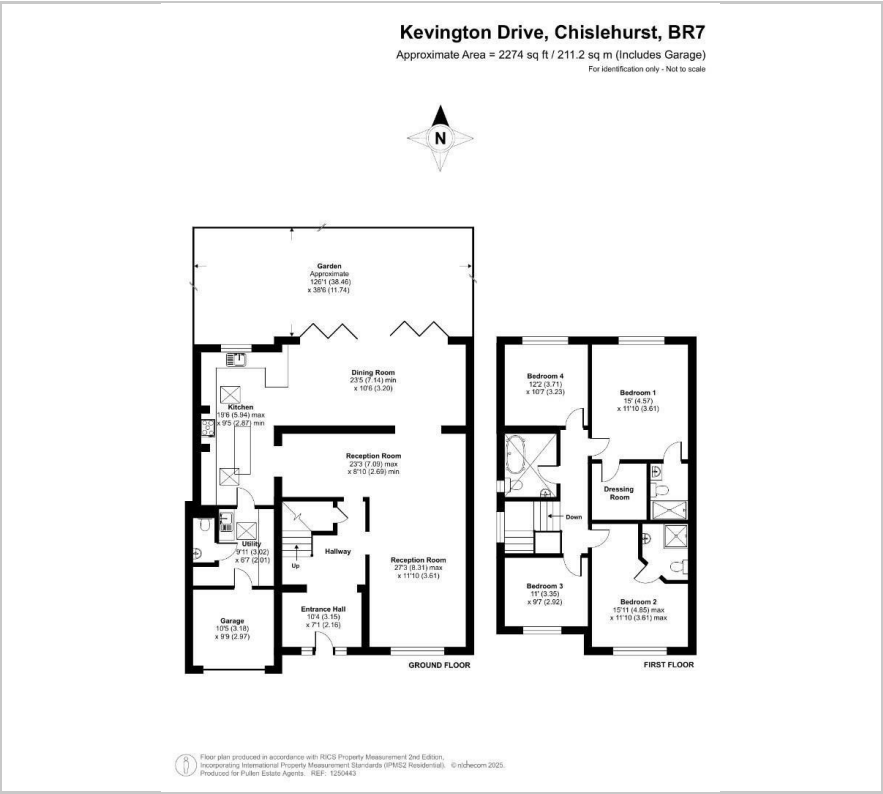 Kevington Drive, Chislehurst, BR7
Approximate Area = 2274 sq ft / 211.2 sq m (Includes Garage)
For identification only - Not to scale
N
Garden
Approximate
126'1 (38.46)
x 38'6 (11.74)
Dining Room
23'5 (7.14) min
x 10'6 (3.20)
Kitchen
19'6 (5.94) max
x 9'5 (2.87) min
Reception Room
23'3 (7.09) max
x 8'10 (2.69) min
Utility
9'11 (3.02)
x 6'7 (2.01)
Up
Hallway
Reception Room
27'3 (8.31) max
x 11'10 (3.61)
Garage
10'5 (3.18)
x 9'9 (2.97)
Entrance Hall
10'4 (3.15)
x 7'1 (2.16)
GROUND FLOOR
Bedroom 4
12'2 (3.71)
x 10'7 (3.23)
Bedroom 1
15' (4.57)
x 11'10 (3.61)
Dressing
Room
Down
Bedroom 3
11' (3.35)
x 9'7 (2.92)
Bedroom 2
15'11 (4.85) max
x 11'10 (3.61) max
FIRST FLOOR
Floor plan produced in accordance with RICS Property Measurement 2nd Edition,
Incorporating International Property Measurement Standards (IPMS2 Residential). © nichecom 2025.
Produced for Pullen Estate Agents. REF: 1250443